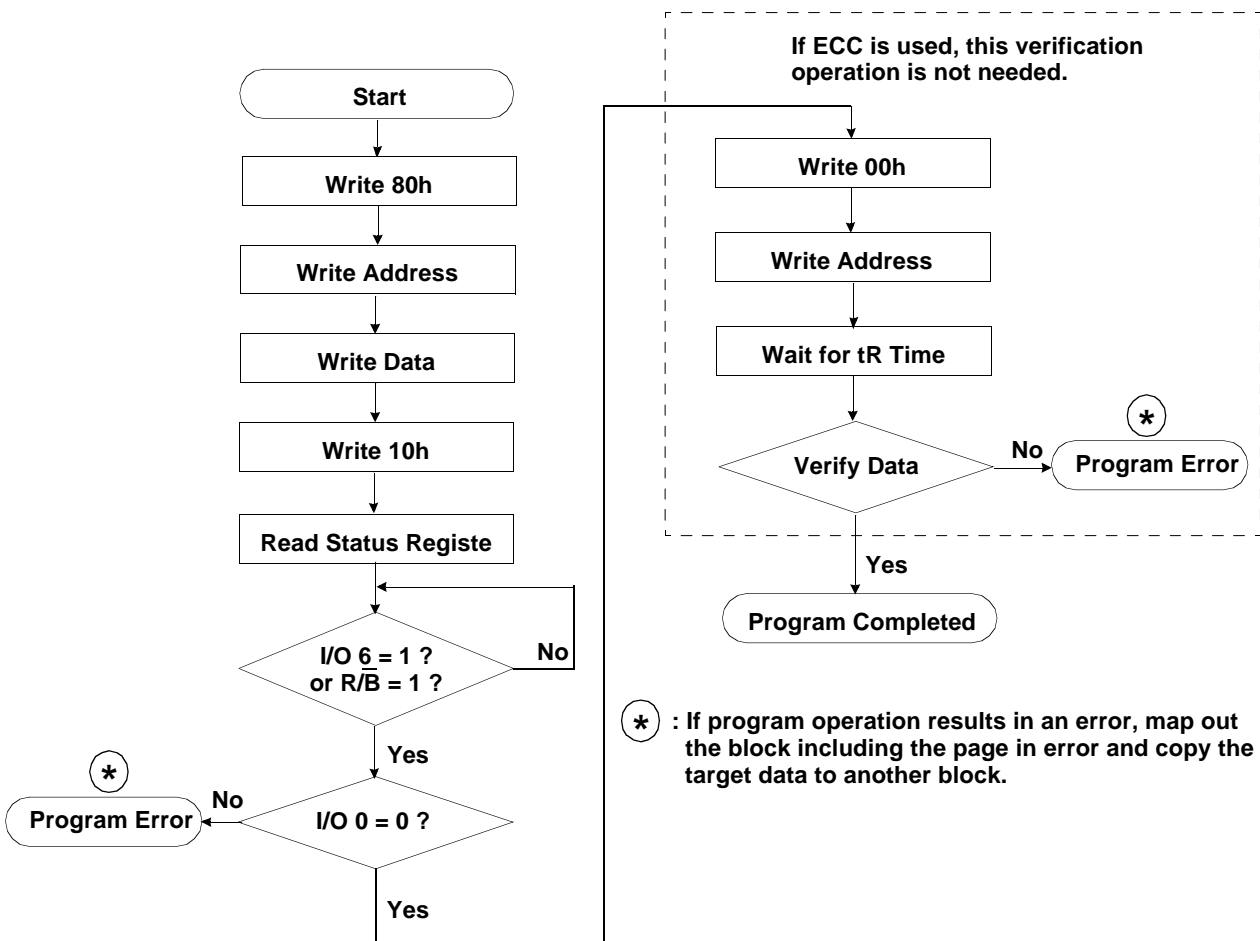 Start
Write 80h
Write Address
Write Data
Write 10h
Read Status Registe
I/O 6 = 1 ?
or R/B̅ = 1 ?
No
Yes
*
No
Program Error
I/O 0 = 0 ?
Yes
If ECC is used, this verification
operation is not needed.
Write 00h
Write Address
Wait for tR Time
*
Verify Data
No
Program Error
Yes
Program Completed
* : If program operation results in an error, map out
the block including the page in error and copy the
target data to another block.